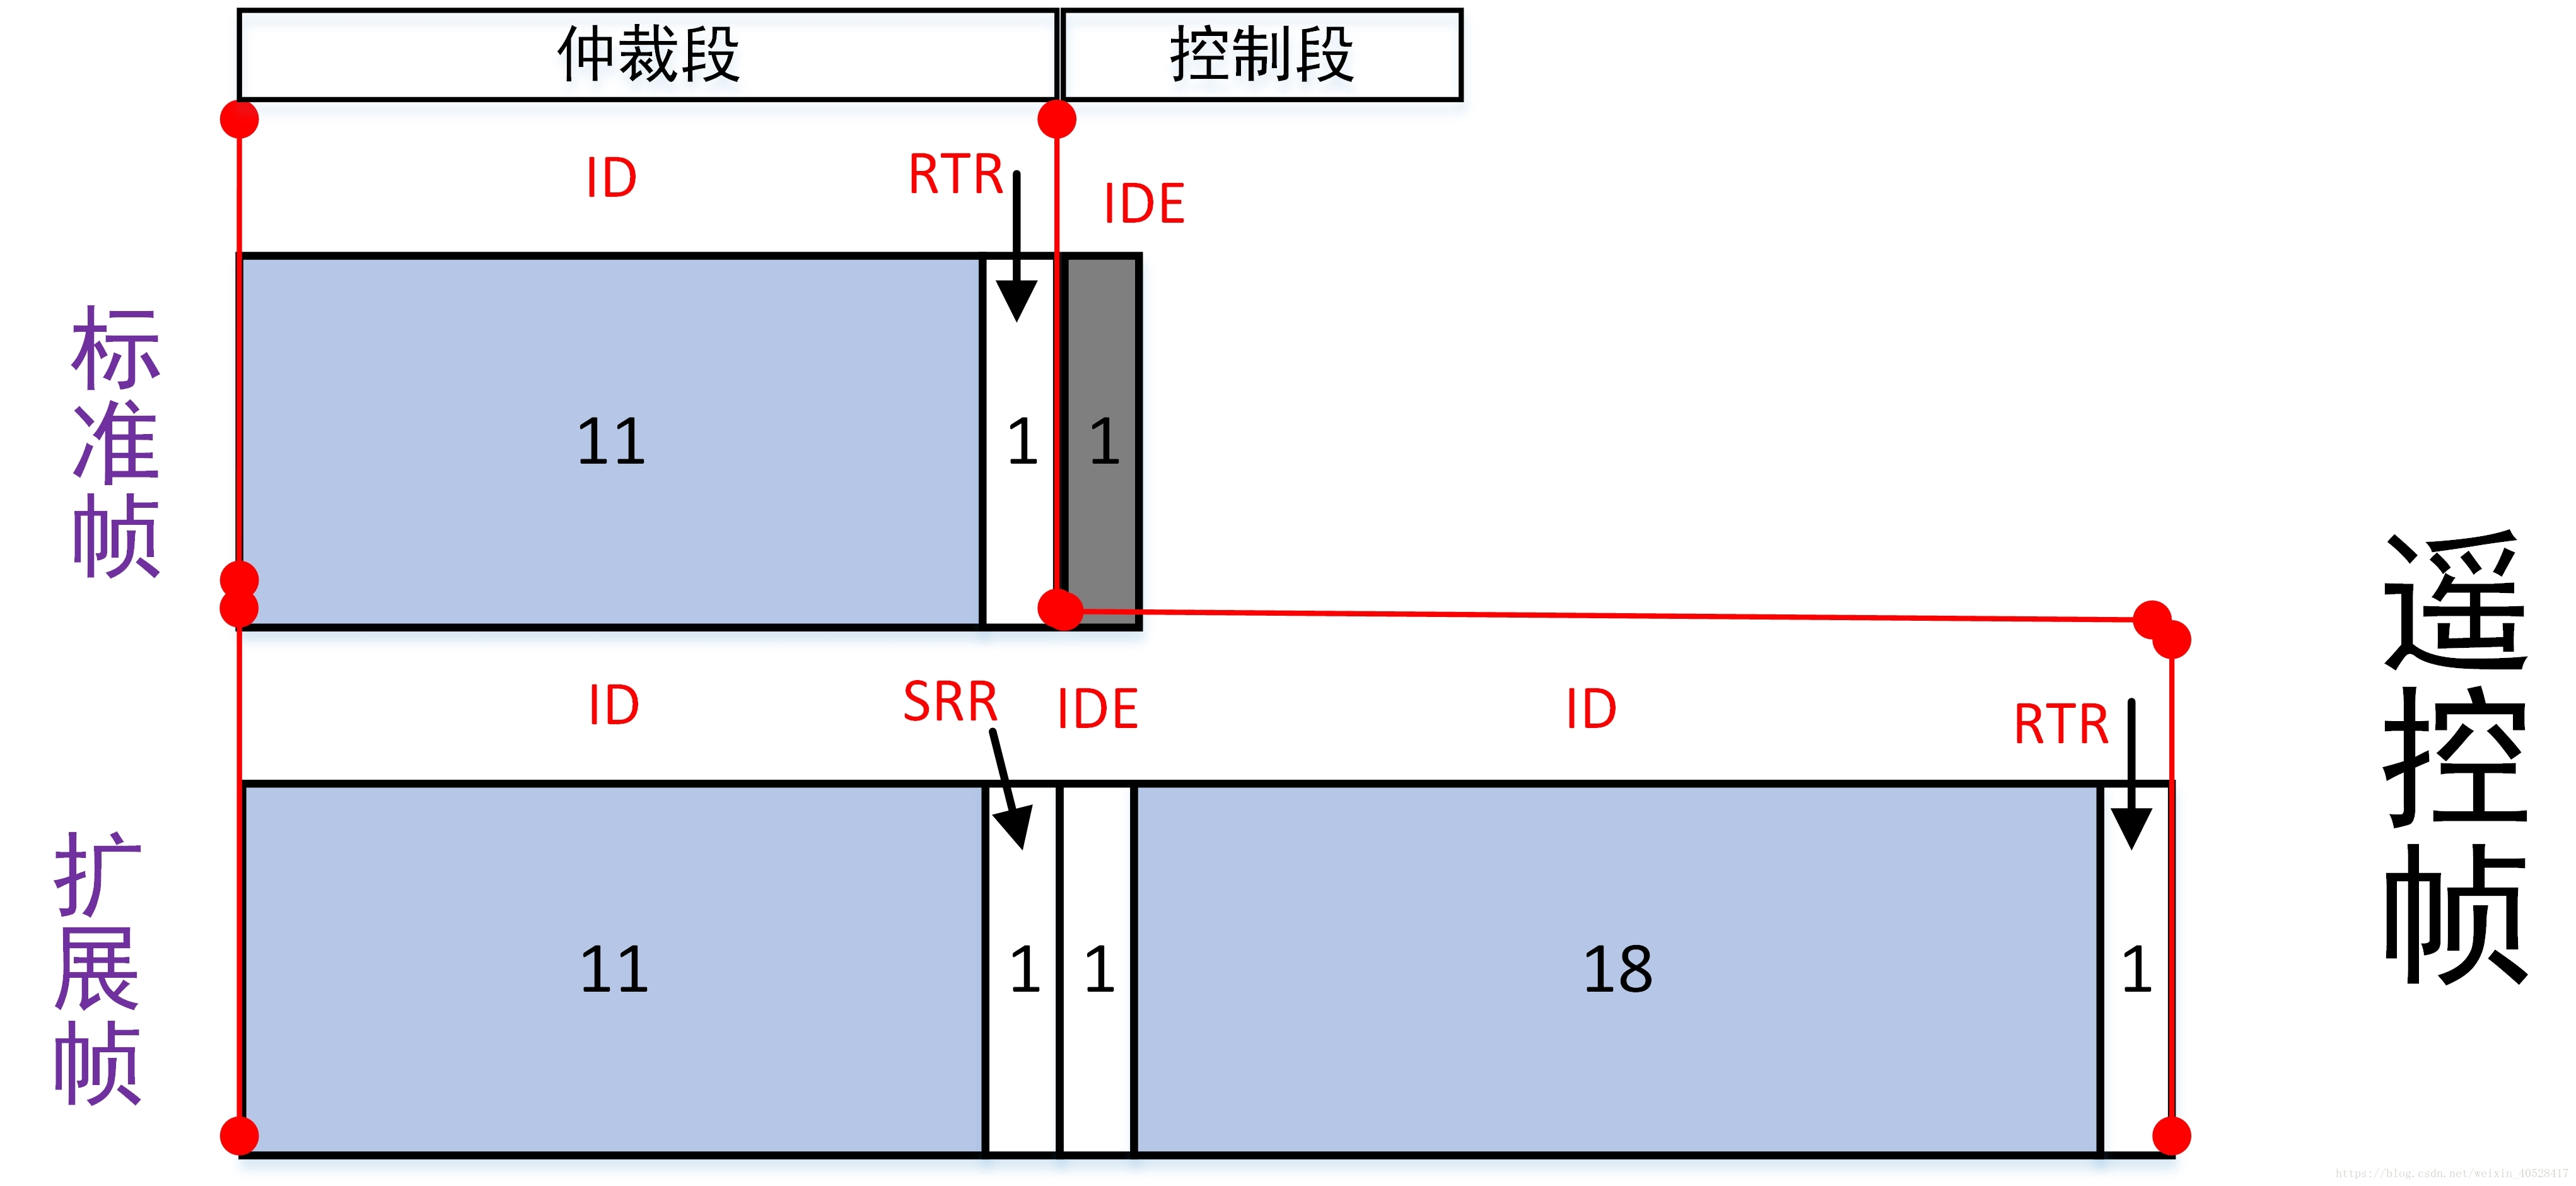 仲裁段 控制段
ID RTR IDE
标准帧
11 1 1
ID SRR IDE ID RTR
扩展帧
11 1 1 18 1
遥控帧
https://blog.csdn.net/weixin_40528417